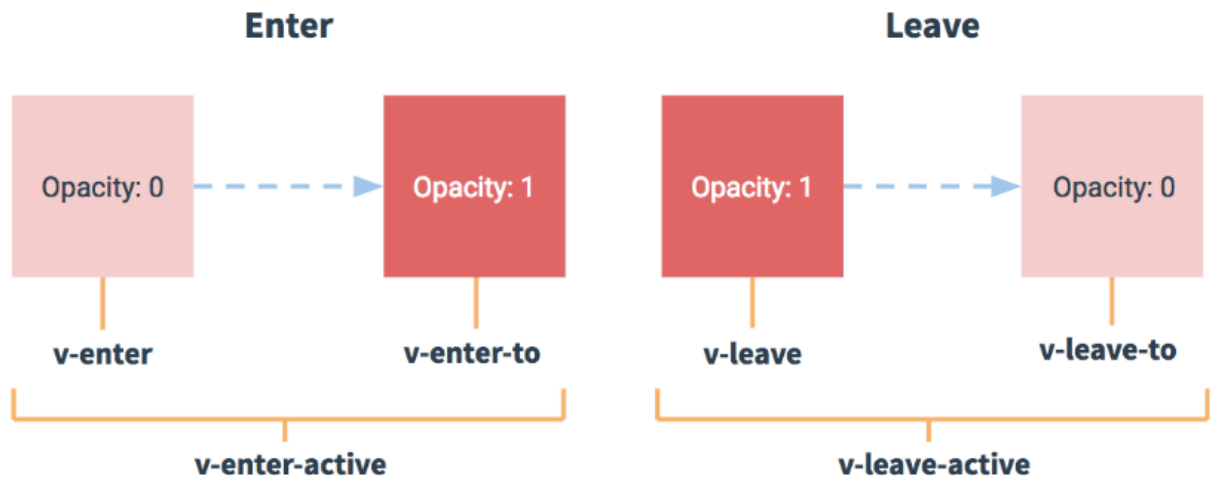 Enter
Opacity: 0
Opacity: 1
v-enter
v-enter-to
v-enter-active
Leave
Opacity: 1
Opacity: 0
v-leave
v-leave-to
v-leave-active